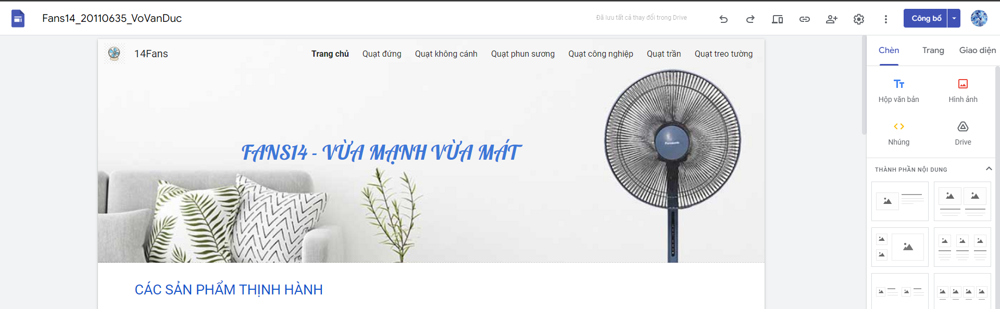 Fans14_20110635_VoVanDuc
Đã lưu tất cả thay đổi trong Drive
Công bố
14Fans
Trang chủ Quạt đứng Quạt không cánh Quạt phun sương Quạt công nghiệp Quạt trần Quạt treo tường
Chèn Trang Giao diện
Hộp văn bản Hình ảnh
Nhúng Drive
THÀNH PHẦN NỘI DUNG
Panasonic
FANS14 - VỪA MẠNH VỪA MÁT
CÁC SẢN PHẨM THỊNH HÀNH